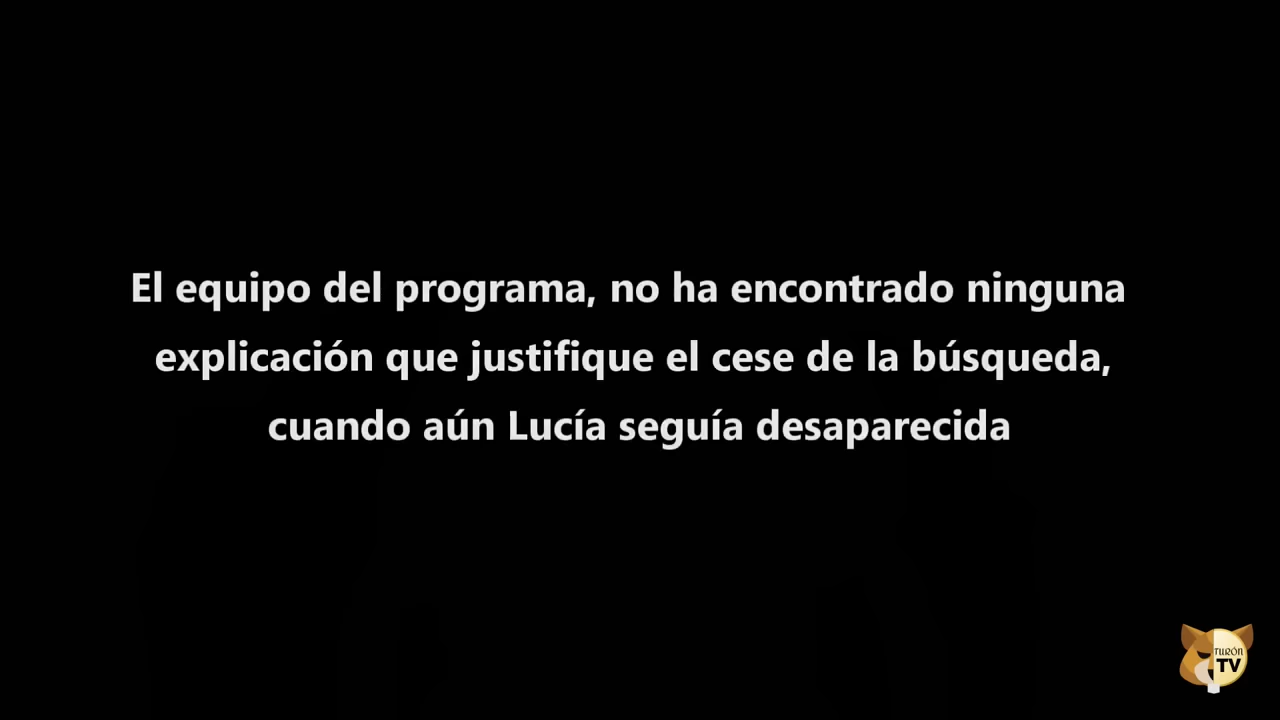 El equipo del programa, no ha encontrado ninguna
explicación que justifique el cese de la búsqueda,
cuando aún Lucía seguía desaparecida
TURÓN
TV